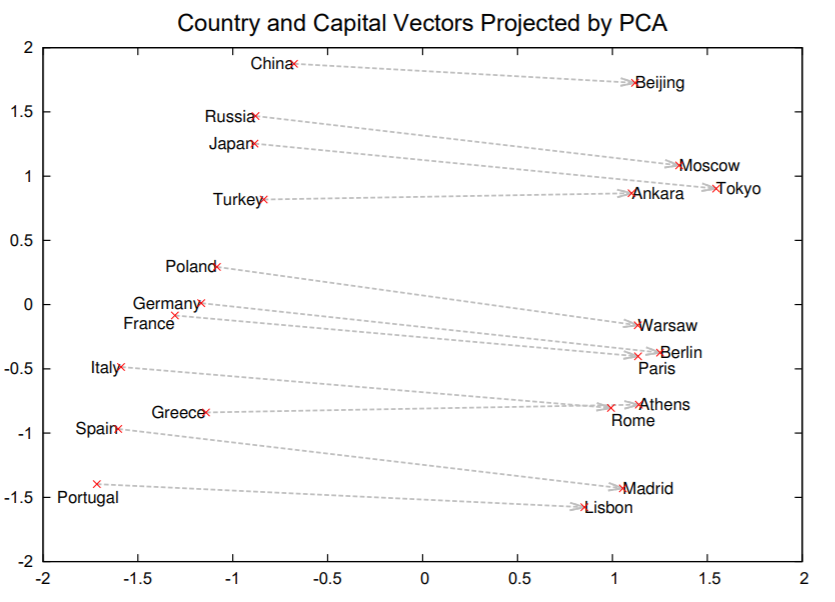 Country and Capital Vectors Projected by PCA
2
China
Beijing
1.5
Russia
Japan
Moscow
1
Tokyo
Turkey
Ankara
0.5
Poland
0
Germany
France
Warsaw
Berlin
-0.5
Italy
Paris
Greece
Athens
Rome
-1
Spain
Madrid
-1.5
Portugal
Lisbon
-2
-2 -1.5 -1 -0.5 0 0.5 1 1.5 2